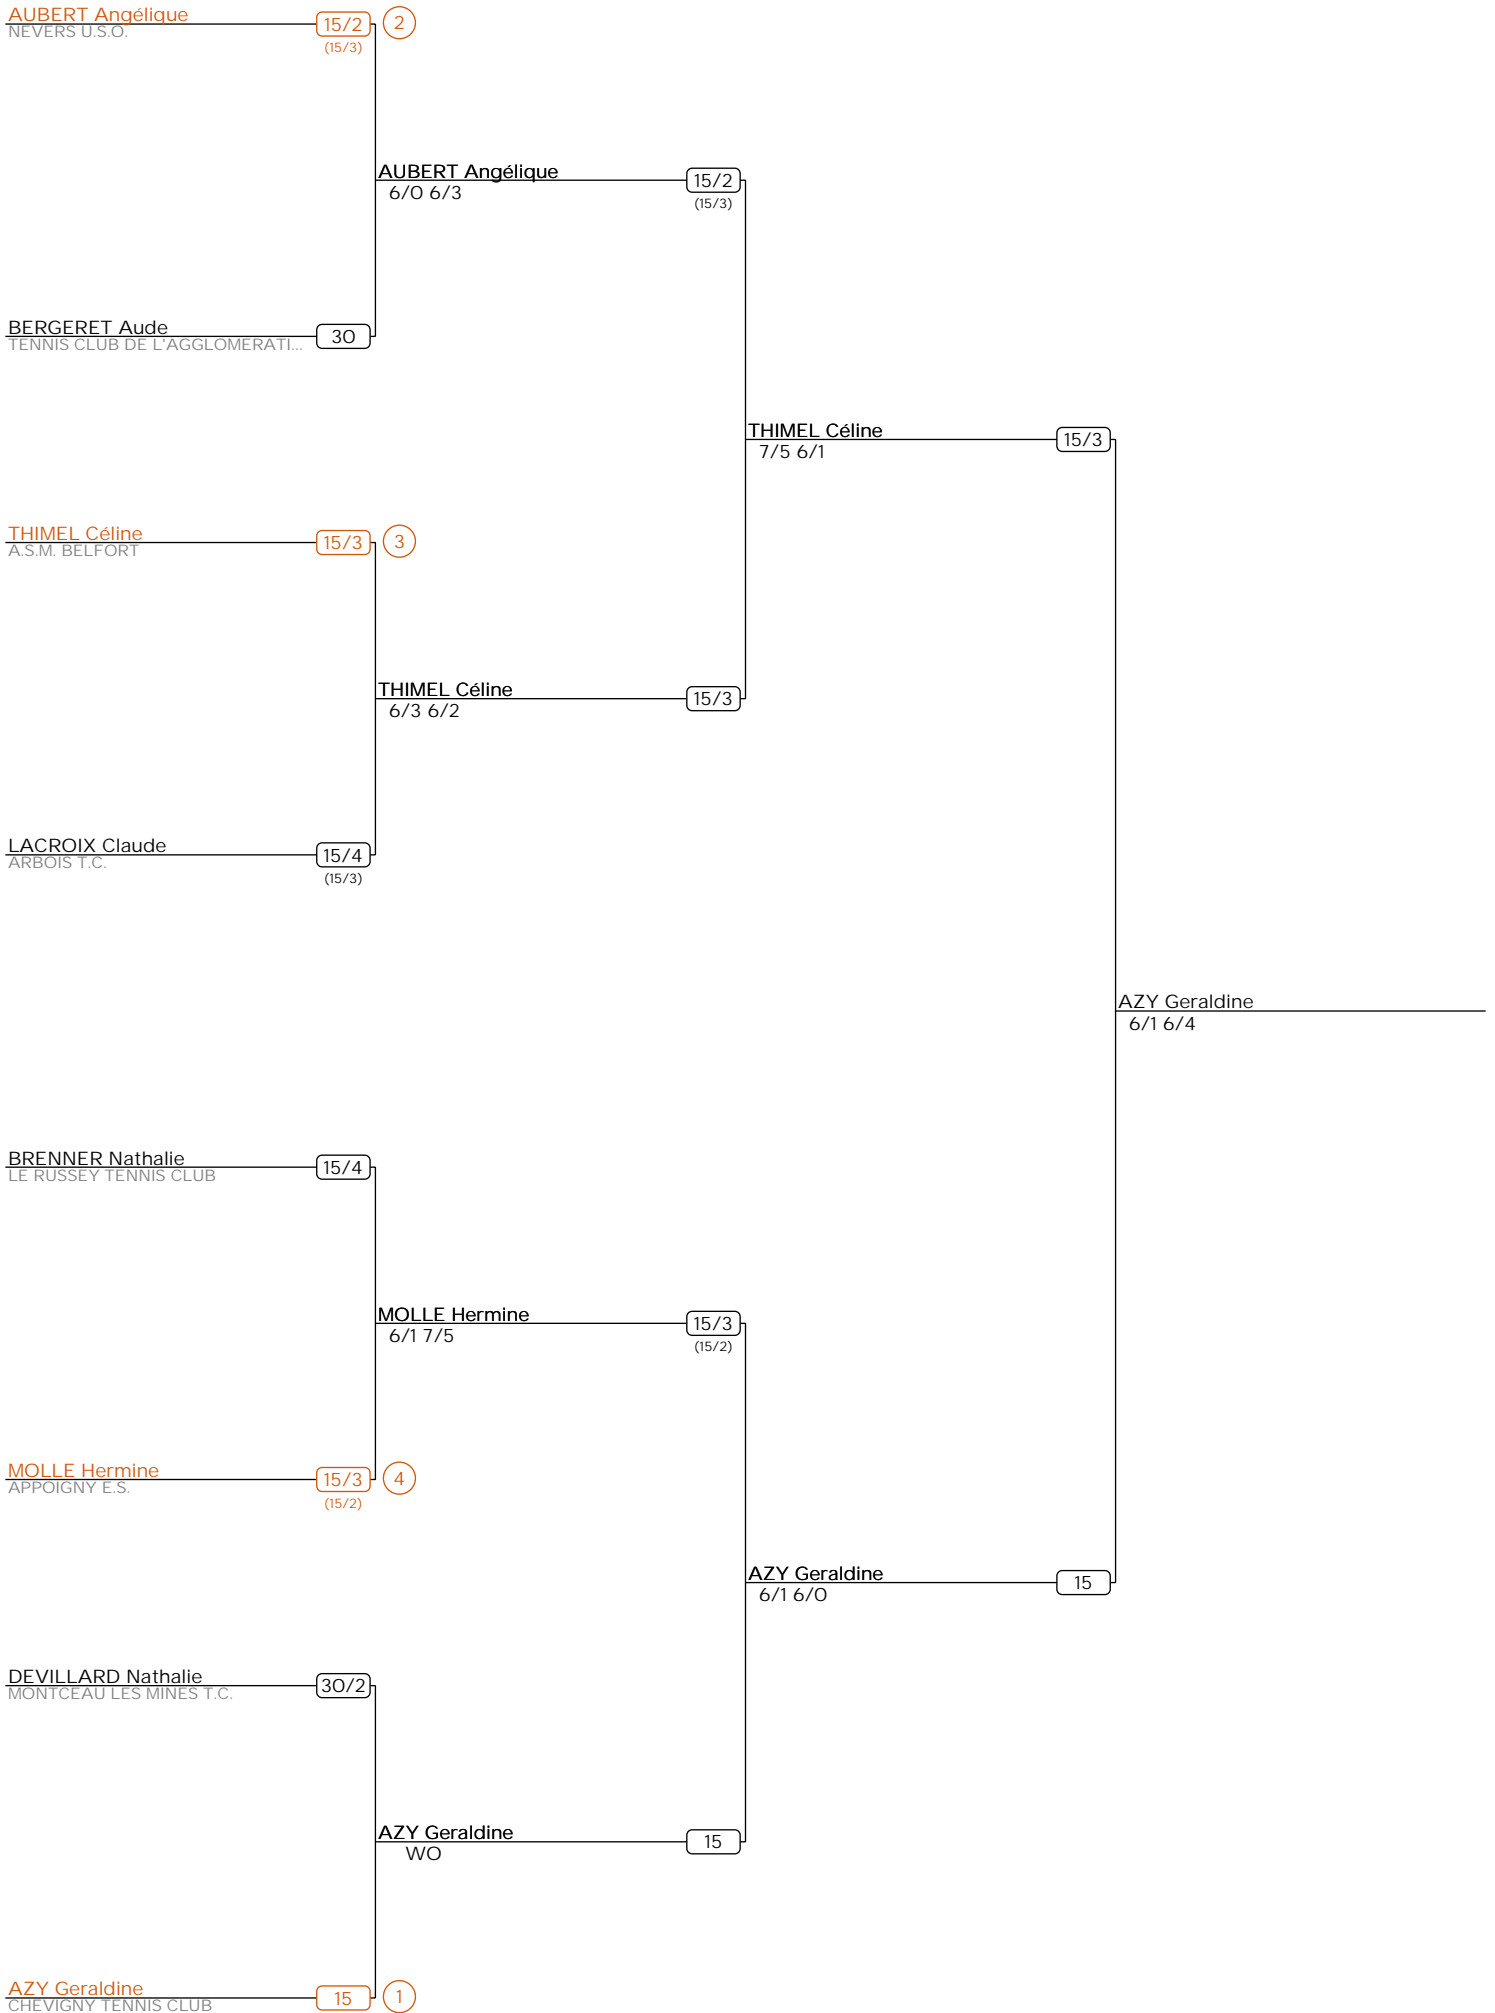 AUBERT Angélique
NEVERS U.S.O.
15/2
(15/3)
2
AUBERT Angélique
6/0 6/3
15/2
(15/3)
BERGERET Aude
TENNIS CLUB DE L'AGGLOMERATI...
30
THIMEL Céline
7/5 6/1
15/3
THIMEL Céline
A.S.M. BELFORT
15/3
3
THIMEL Céline
6/3 6/2
15/3
LACROIX Claude
ARBOIS T.C.
15/4
(15/3)
AZY Geraldine
6/1 6/4
BRENNER Nathalie
LE RUSSEY TENNIS CLUB
15/4
MOLLE Hermine
6/1 7/5
15/3
(15/2)
MOLLE Hermine
APPOIGNY E.S.
15/3
(15/2)
4
AZY Geraldine
6/1 6/0
15
DEVILLARD Nathalie
MONTCEAU LES MINES T.C.
30/2
AZY Geraldine
WO
15
AZY Geraldine
CHEVIGNY TENNIS CLUB
15
1